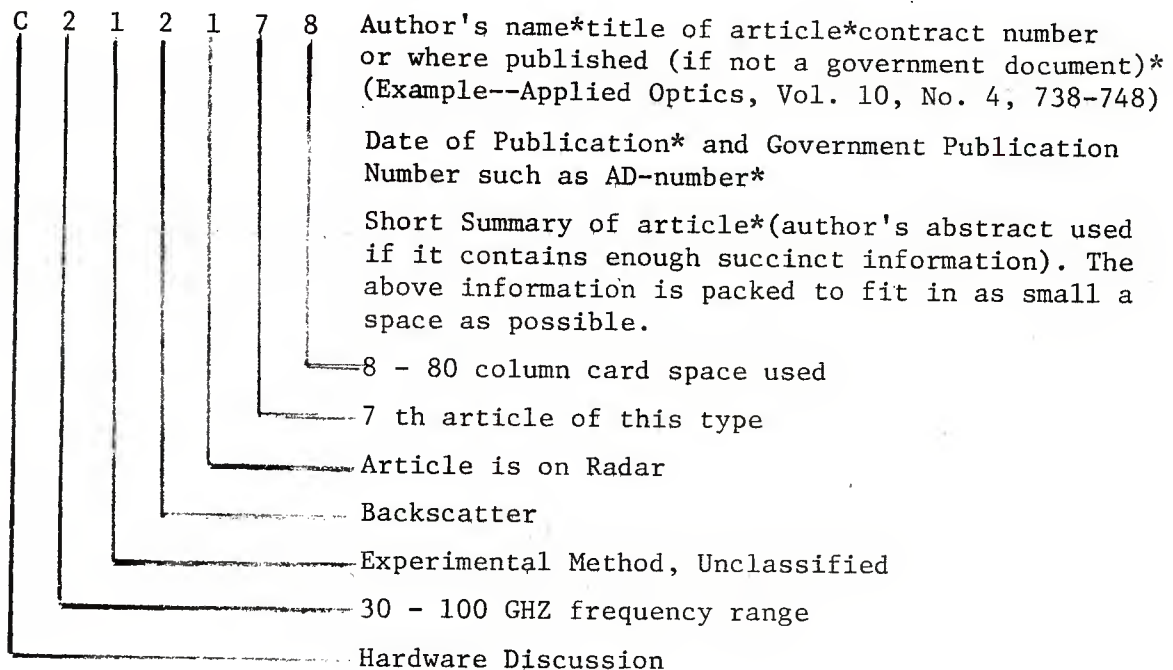 C 2 1 2 1 7 8 Author's name*title of article*contract number
or where published (if not a government document)*
(Example--Applied Optics, Vol. 10, No. 4, 738-748)
Date of Publication* and Government Publication
Number such as AD-number*
Short Summary of article*(author's abstract used
if it contains enough succinct information). The
above information is packed to fit in as small a
space as possible.
8 - 80 column card space used
7 th article of this type
Article is on Radar
Backscatter
Experimental Method, Unclassified
30 - 100 GHZ frequency range
Hardware Discussion